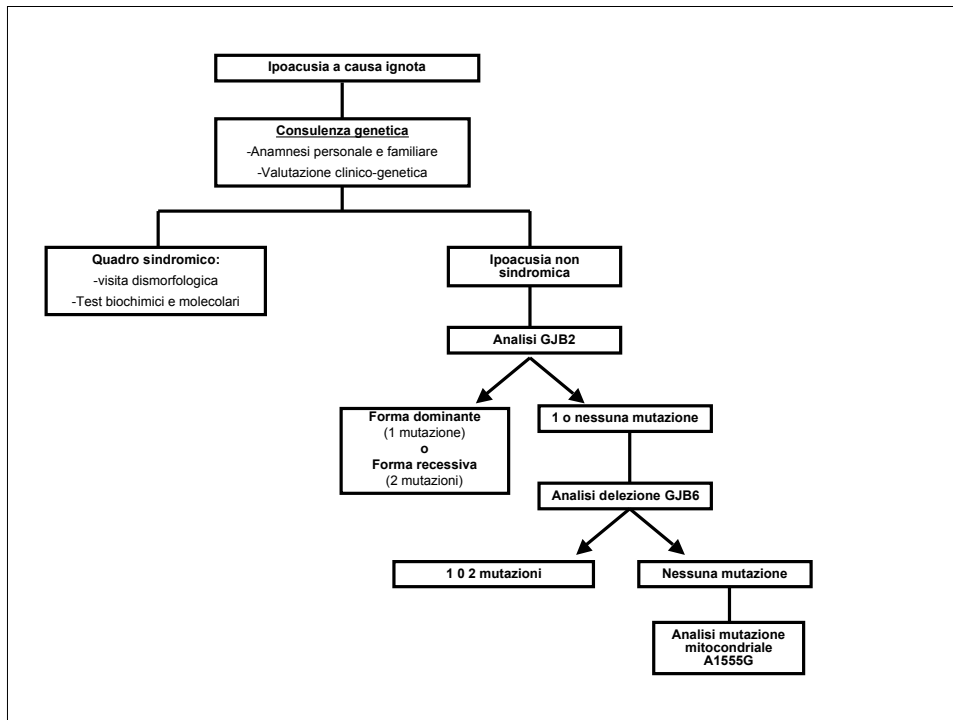 Ipoacusia a causa ignota
Consulenza genetica
-Anamnesi personale e familiare
-Valutazione clinico-genetica
Quadro sindromico:
-visita dismorfologica
-Test biochimici e molecolari
Ipoacusia non
sindromica
Analisi GJB2
Forma dominante
(1 mutazione)
o
Forma recessiva
(2 mutazioni)
1 o nessuna mutazione
Analisi delezione GJB6
1 0 2 mutazioni
Nessuna mutazione
Analisi mutazione
mitocondriale
A1555G